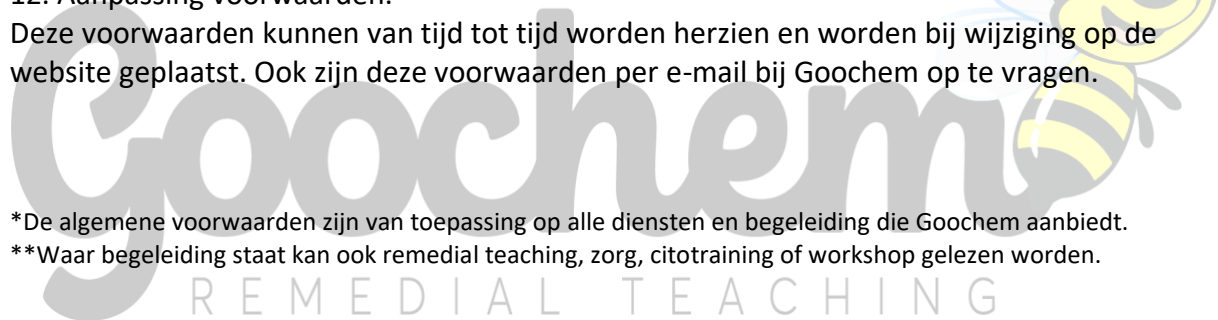 12. Aanpassing voorwaarden:
Deze voorwaarden kunnen van tijd tot tijd worden herzien en worden bij wijziging op de
website geplaatst. Ook zijn deze voorwaarden per e-mail bij Goochem op te vragen.
Goochem
*De algemene voorwaarden zijn van toepassing op alle diensten en begeleiding die Goochem aanbiedt.
**Waar begeleiding staat kan ook remedial teaching, zorg, citotraining of workshop gelezen worden.
REMEDIAL TEACHING